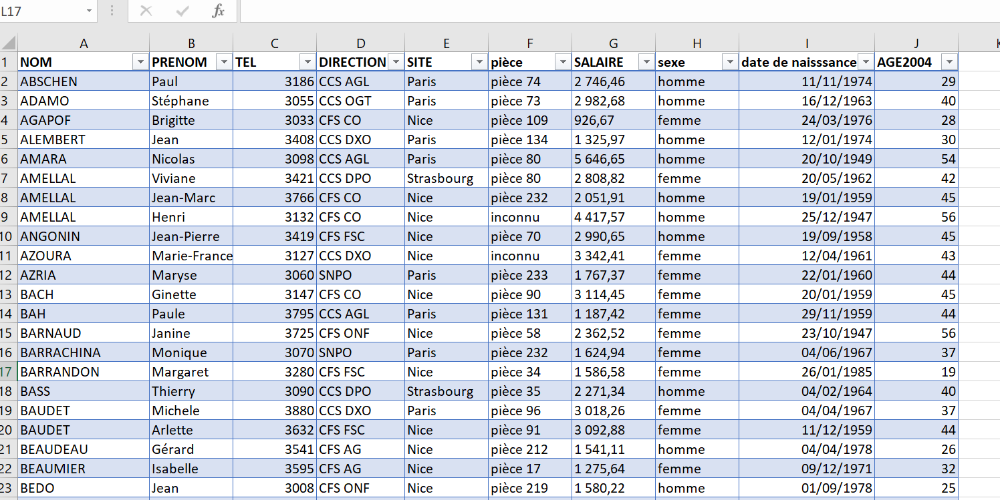 L17 fx
A B C D E F G H I J K
1 NOM PRENOM TEL DIRECTION SITE pièce SALAIRE sexe date de naisssance AGE2004
2 ABSCHEN Paul 3186 CCS AGL Paris pièce 74 2 746,46 homme 11/11/1974 29
3 ADAMO Stéphane 3055 CCS OGT Paris pièce 73 2 982,68 homme 16/12/1963 40
4 AGAPOF Brigitte 3033 CFS CO Nice pièce 109 926,67 femme 24/03/1976 28
5 ALEMBERT Jean 3408 CCS DXO Paris pièce 134 1 325,97 homme 12/01/1974 30
6 AMARA Nicolas 3098 CCS AGL Paris pièce 80 5 646,65 homme 20/10/1949 54
7 AMELLAL Viviane 3421 CCS DPO Strasbourg pièce 80 2 808,82 femme 20/05/1962 42
8 AMELLAL Jean-Marc 3766 CFS CO Nice pièce 232 2 051,91 homme 19/01/1959 45
9 AMELLAL Henri 3132 CFS CO Nice inconnu 4 417,57 homme 25/12/1947 56
10 ANGONIN Jean-Pierre 3419 CFS FSC Nice pièce 70 2 990,65 homme 19/09/1958 45
11 AZOURA Marie-France 3127 CCS DXO Nice inconnu 3 342,41 femme 12/04/1961 43
12 AZRIA Maryse 3060 SNPO Paris pièce 233 1 767,37 femme 22/01/1960 44
13 BACH Ginette 3147 CFS CO Nice pièce 90 3 114,45 femme 20/01/1959 45
14 BAH Paule 3795 CCS AGL Paris pièce 131 1 187,42 femme 29/11/1959 44
15 BARNAUD Janine 3725 CFS ONF Nice pièce 58 2 362,52 femme 23/10/1947 56
16 BARRACHINA Monique 3070 SNPO Paris pièce 232 1 624,94 femme 04/06/1967 37
17 BARRANDON Margaret 3280 CFS FSC Nice pièce 34 1 586,58 femme 26/01/1985 19
18 BASS Thierry 3090 CCS DPO Strasbourg pièce 35 2 271,34 homme 04/02/1964 40
19 BAUDET Michele 3880 CCS DXO Paris pièce 96 3 018,26 femme 04/04/1967 37
20 BAUDET Arlette 3632 CFS FSC Nice pièce 91 3 092,88 femme 11/12/1959 44
21 BEAUDEAU Gérard 3541 CFS AG Nice pièce 212 1 541,11 homme 04/04/1978 26
22 BEAUMIER Isabelle 3595 CFS AG Nice pièce 17 1 275,64 femme 09/12/1971 32
23 BEDO Jean 3008 CFS ONF Nice pièce 219 1 580,22 homme 01/09/1978 25